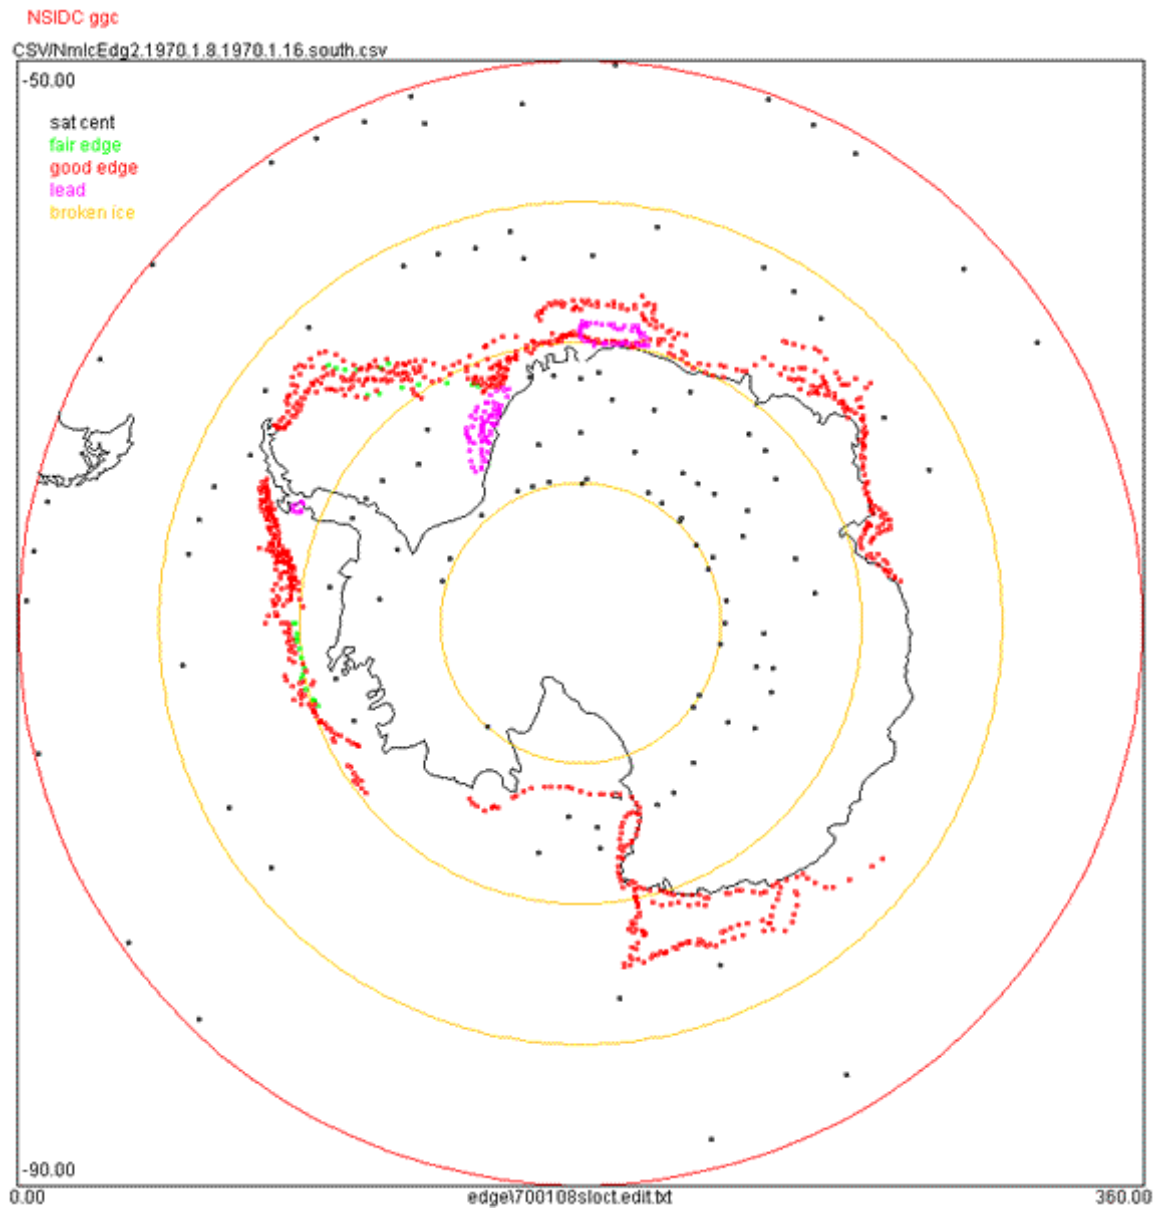 NSIDC ggc
CSV/NmlcEdg2.1970.1.8.1970.1.16.south.csv
-50.00
sat cent
fair edge
good edge
lead
broken ice
-90.00
0.00
edge\700108sloct.edit.txt
360.00